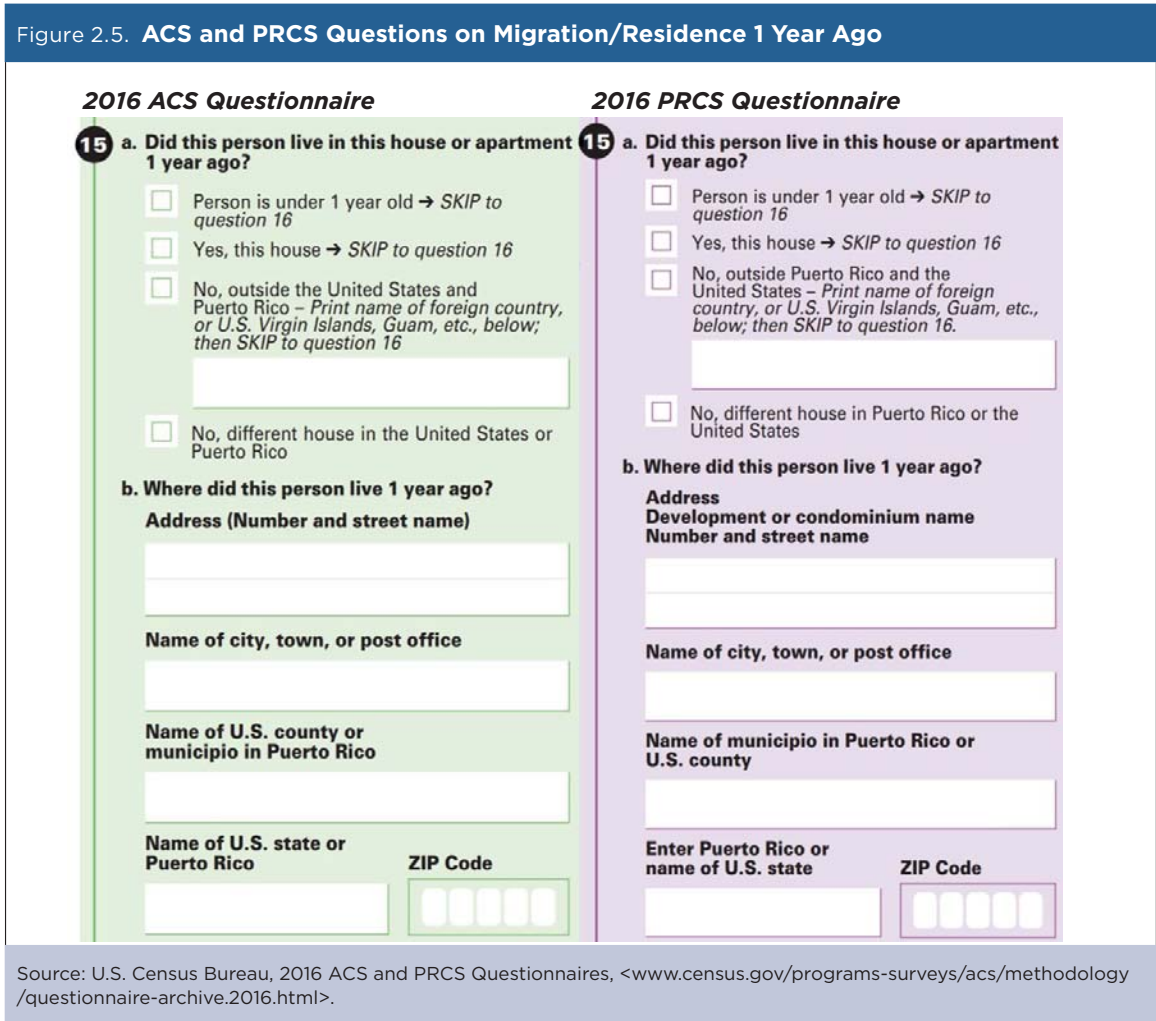 Figure 2.5. ACS and PRCS Questions on Migration/Residence 1 Year Ago
2016 ACS Questionnaire
15 a. Did this person live in this house or apartment
1 year ago?
Person is under 1 year old ➔ SKIP to
question 16
Yes, this house ➔ SKIP to question 16
No, outside the United States and
Puerto Rico – Print name of foreign country,
or U.S. Virgin Islands, Guam, etc., below;
then SKIP to question 16
No, different house in the United States or
Puerto Rico
b. Where did this person live 1 year ago?
Address (Number and street name)
Name of city, town, or post office
Name of U.S. county or
municipio in Puerto Rico
Name of U.S. state or
Puerto Rico
ZIP Code
2016 PRCS Questionnaire
15 a. Did this person live in this house or apartment
1 year ago?
Person is under 1 year old ➔ SKIP to
question 16
Yes, this house ➔ SKIP to question 16
No, outside Puerto Rico and the
United States – Print name of foreign
country, or U.S. Virgin Islands, Guam, etc.,
below; then SKIP to question 16.
No, different house in Puerto Rico or the
United States
b. Where did this person live 1 year ago?
Address
Development or condominium name
Number and street name
Name of city, town, or post office
Name of municipio in Puerto Rico or
U.S. county
Enter Puerto Rico or
name of U.S. state
ZIP Code
Source: U.S. Census Bureau, 2016 ACS and PRCS Questionnaires, <www.census.gov/programs-surveys/acs/methodology
/questionnaire-archive.2016.html>.